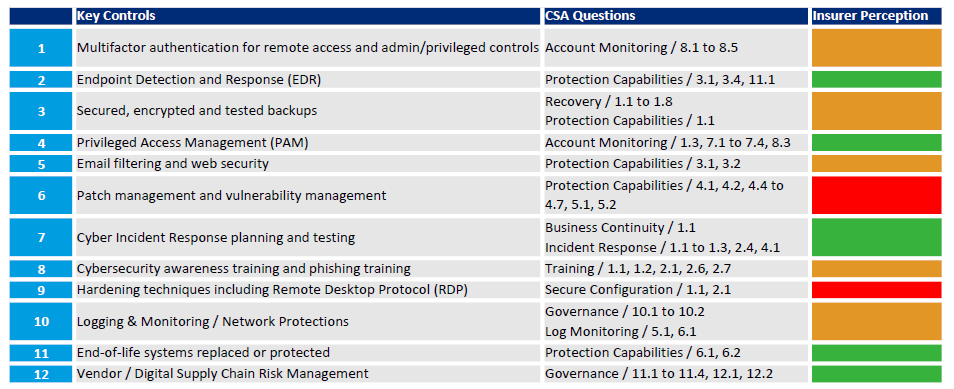 Key Controls CSA Questions Insurer Perception
1 Multifactor authentication for remote access and admin/privileged controls Account Monitoring / 8.1 to 8.5
2 Endpoint Detection and Response (EDR) Protection Capabilities / 3.1, 3.4, 11.1
3 Secured, encrypted and tested backups Recovery / 1.1 to 1.8
Protection Capabilities / 1.1
4 Privileged Access Management (PAM) Account Monitoring / 1.3, 7.1 to 7.4, 8.3
5 Email filtering and web security Protection Capabilities / 3.1, 3.2
6 Patch management and vulnerability management Protection Capabilities / 4.1, 4.2, 4.4 to
4.7, 5.1, 5.2
7 Cyber Incident Response planning and testing Business Continuity / 1.1
Incident Response / 1.1 to 1.3, 2.4, 4.1
8 Cybersecurity awareness training and phishing training Training / 1.1, 1.2, 2.1, 2.6, 2.7
9 Hardening techniques including Remote Desktop Protocol (RDP) Secure Configuration / 1.1, 2.1
10 Logging & Monitoring / Network Protections Governance / 10.1 to 10.2
Log Monitoring / 5.1, 6.1
11 End-of-life systems replaced or protected Protection Capabilities / 6.1, 6.2
12 Vendor / Digital Supply Chain Risk Management Governance / 11.1 to 11.4, 12.1, 12.2